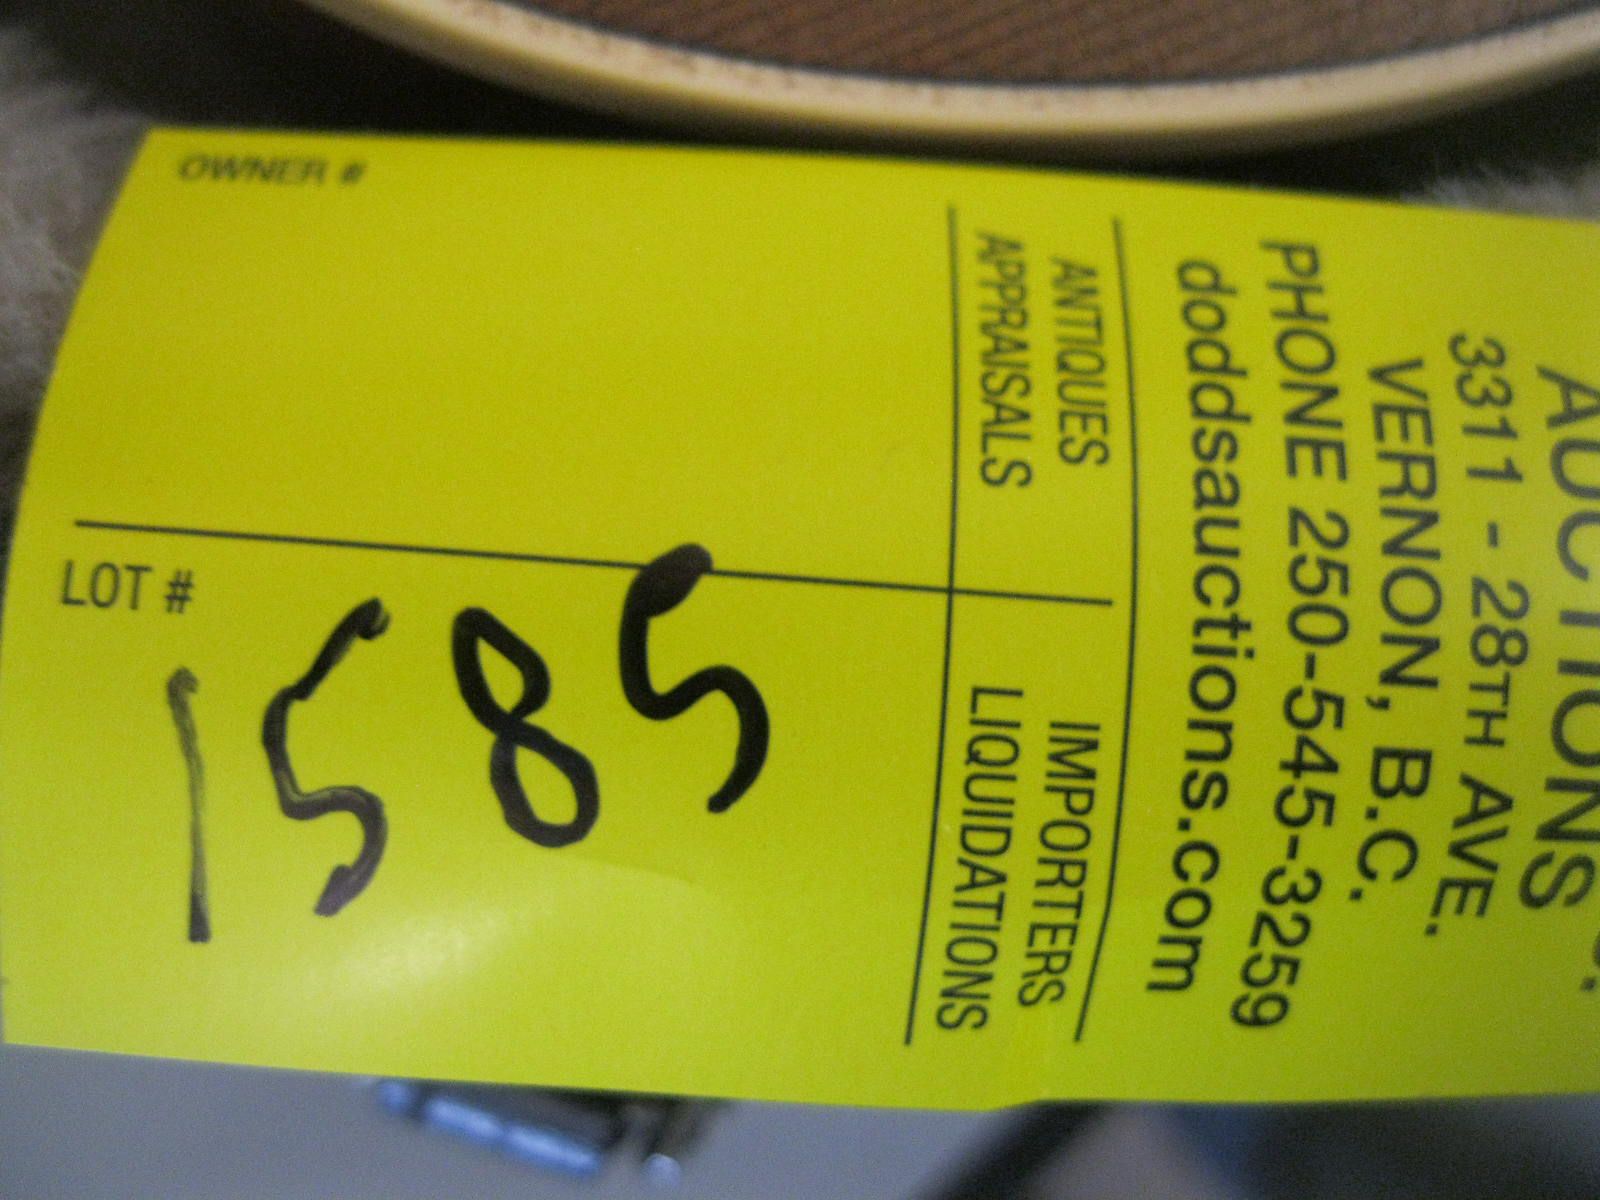 OWNER #
LOT #
1585
AUCTIONS
3311 - 28TH AVE.
VERNON, B.C.
PHONE 250-545-3259
doddsauctions.com
ANTIQUES IMPORTERS
APPRAISALS LIQUIDATIONS